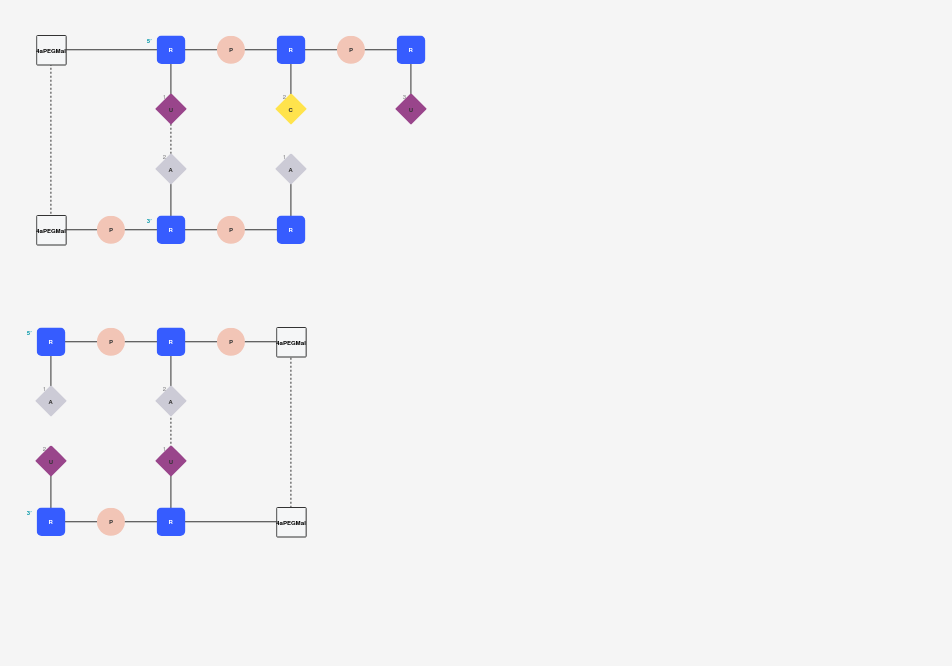 5'
4aPEGMal R P R P R
1 2 3
U C U
2 1
A A
3'
4aPEGMal P R P R
5'
R P R P 4aPEGMal
1 2
A A
2 1
U U
3'
R P R 4aPEGMal